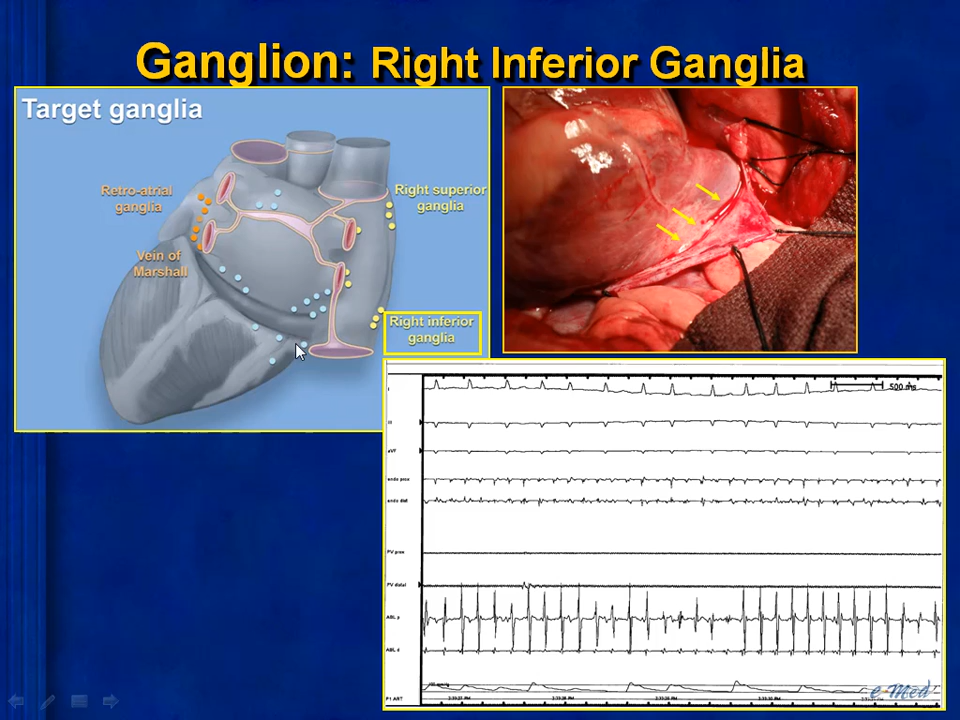 Ganglion: Right Inferior Ganglia
Target ganglia
Retro-atrial
ganglia
Right superior
ganglia
Vein of
Marshall
Right inferior
ganglia
500 ms
I
III
aVF
endo prox
endo dist
PV prox
PV distal
ABL p
ABL d
P1 ART
e-Med